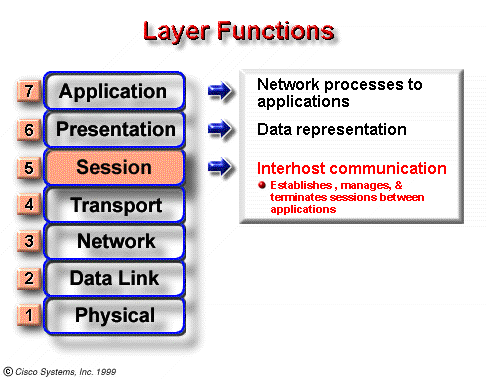 Layer Functions
7 Application
Network processes to
applications
6 Presentation
Data representation
5 Session
Interhost communication
Establishes , manages, &
terminates sessions between
applications
4 Transport
3 Network
2 Data Link
1 Physical
© Cisco Systems, Inc. 1999